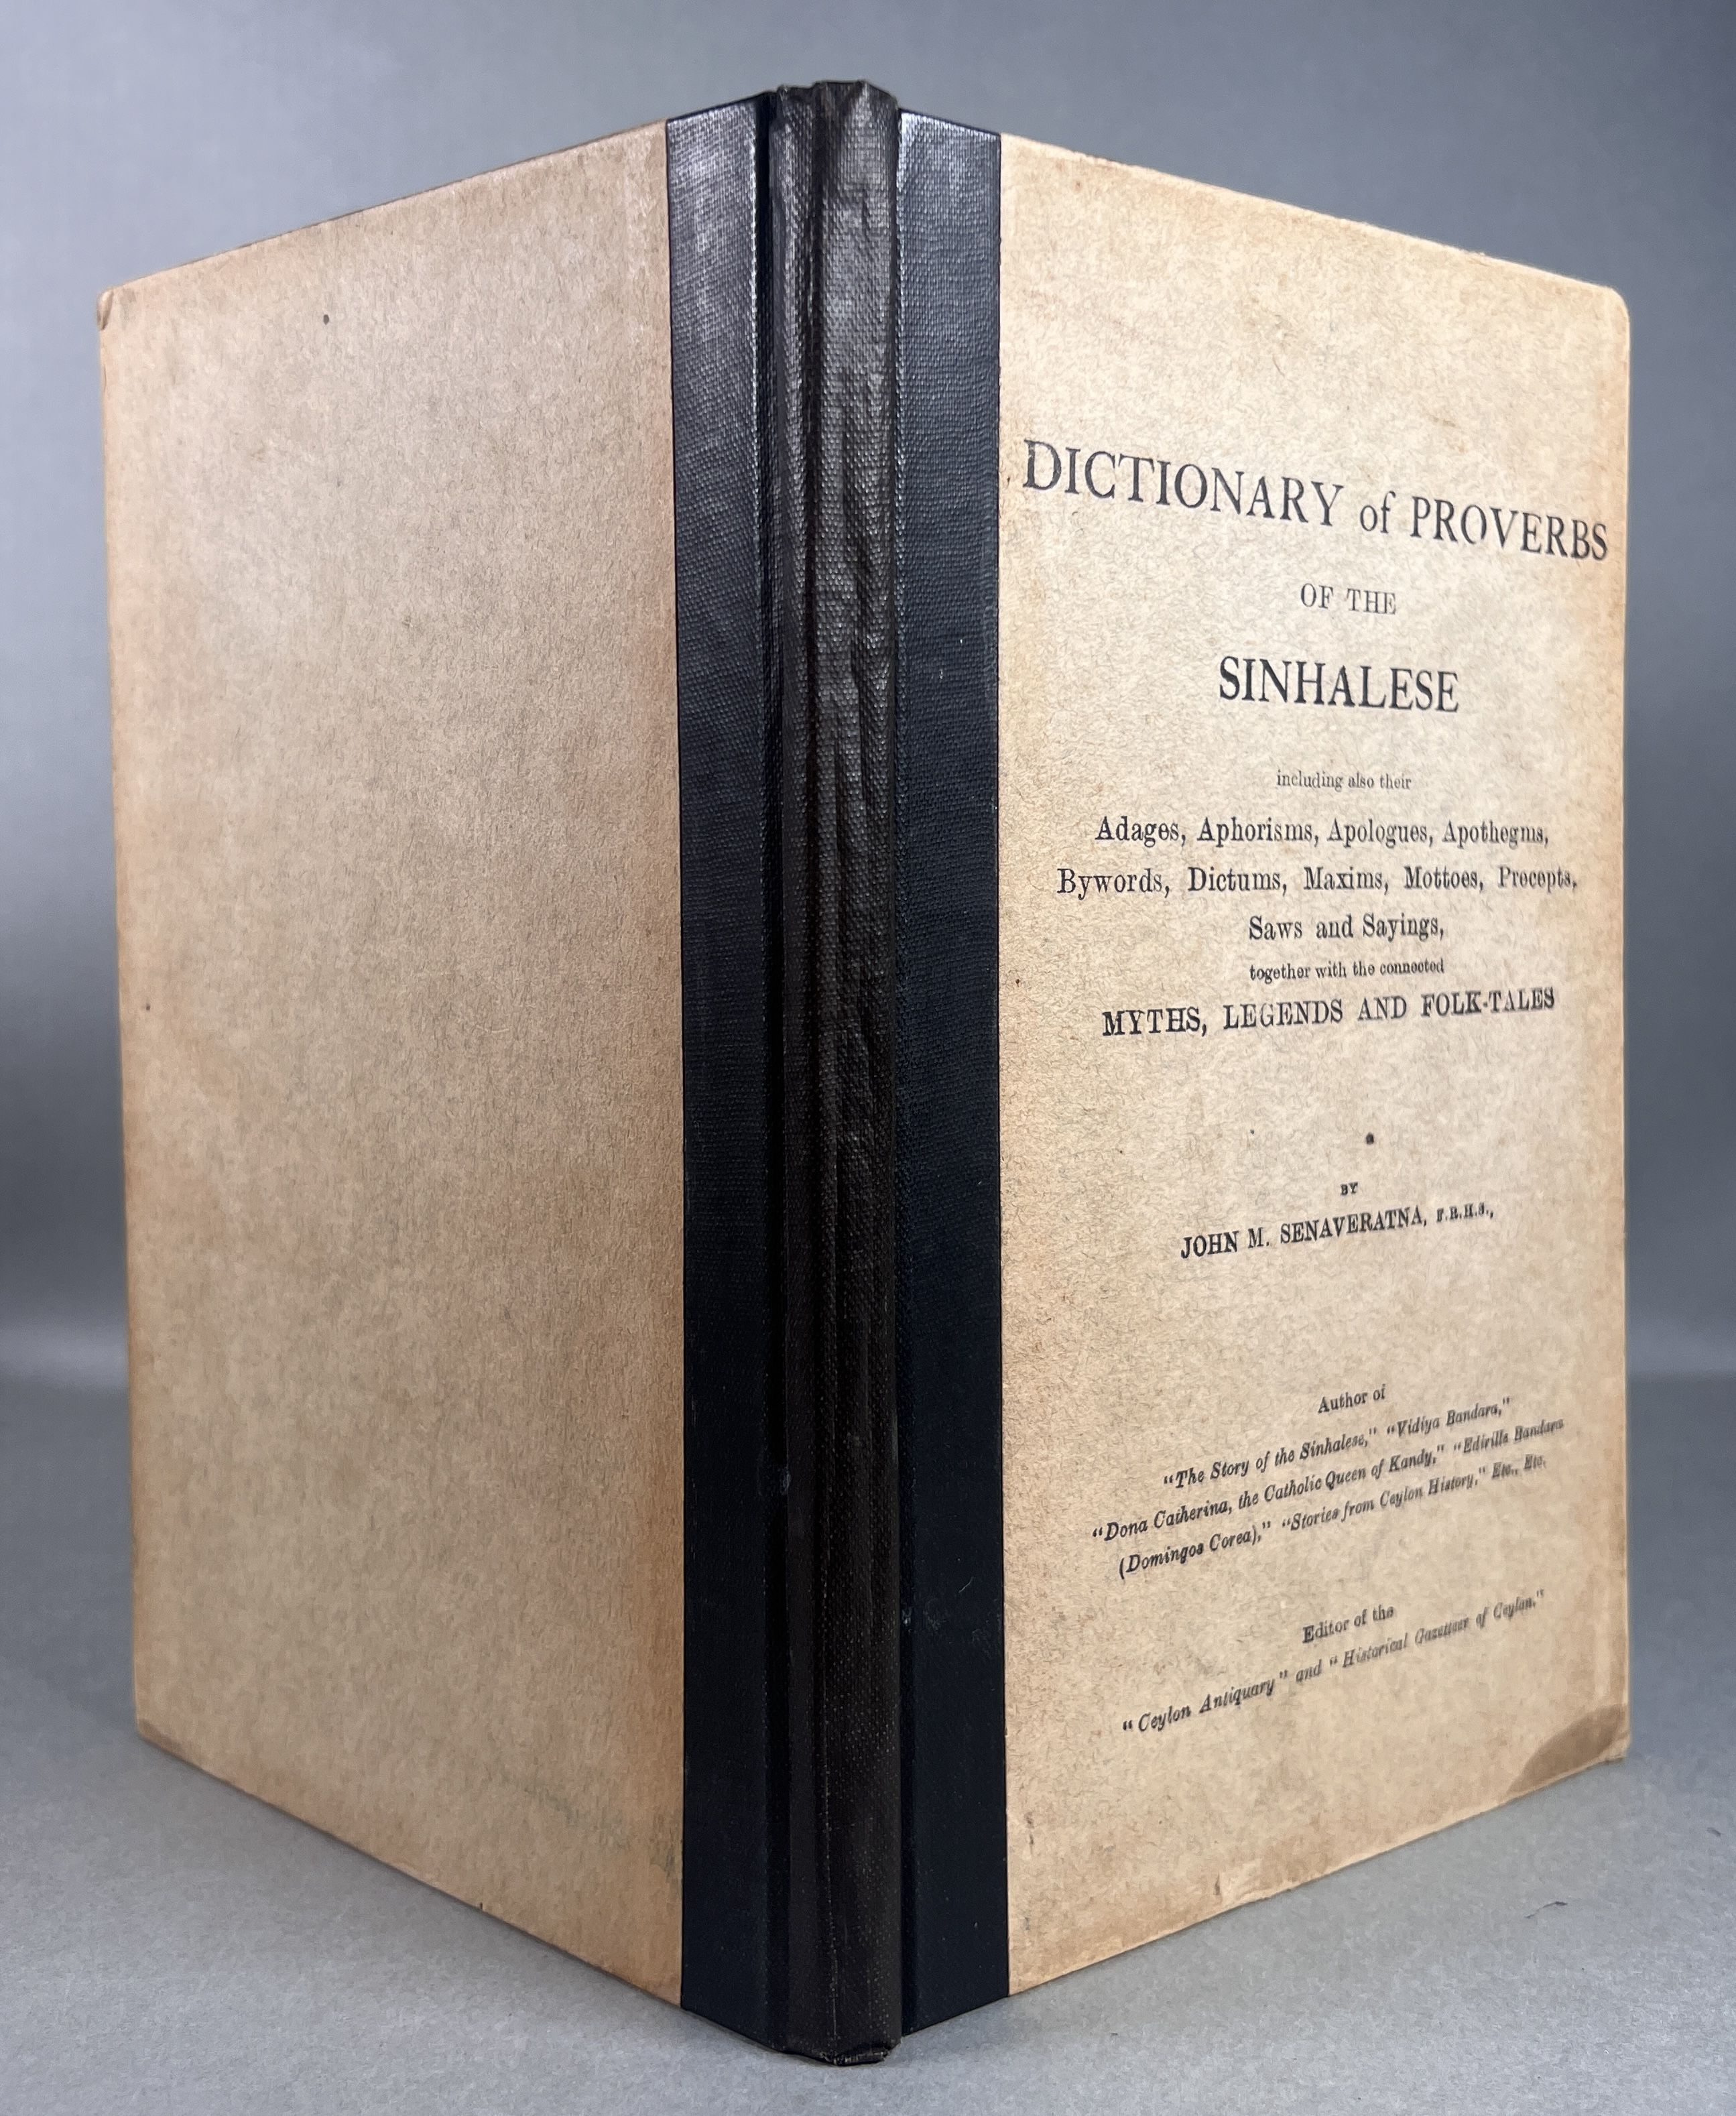 DICTIONARY of PROVERBS
OF THE
SINHALESE
including also their
Adages, Aphorisms, Apologues, Apothegms,
Bywords, Dictums, Maxims, Mottoes, Precepts,
Saws and Sayings,
together with the connected
MYTHS, LEGENDS AND FOLK-TALES
BY
JOHN M. SENAVERATNA, F.R.H.S.,
Author of
"The Story of the Sinhalese," "Vidiya Bandara,"
"Dona Catherina, the Catholic Queen of Kandy," "Edirille Bandara
(Domingos Corea)," "Stories from Ceylon History," Etc., Etc.
Editor of the
"Ceylon Antiquary" and "Historical Gazetteer of Ceylon."